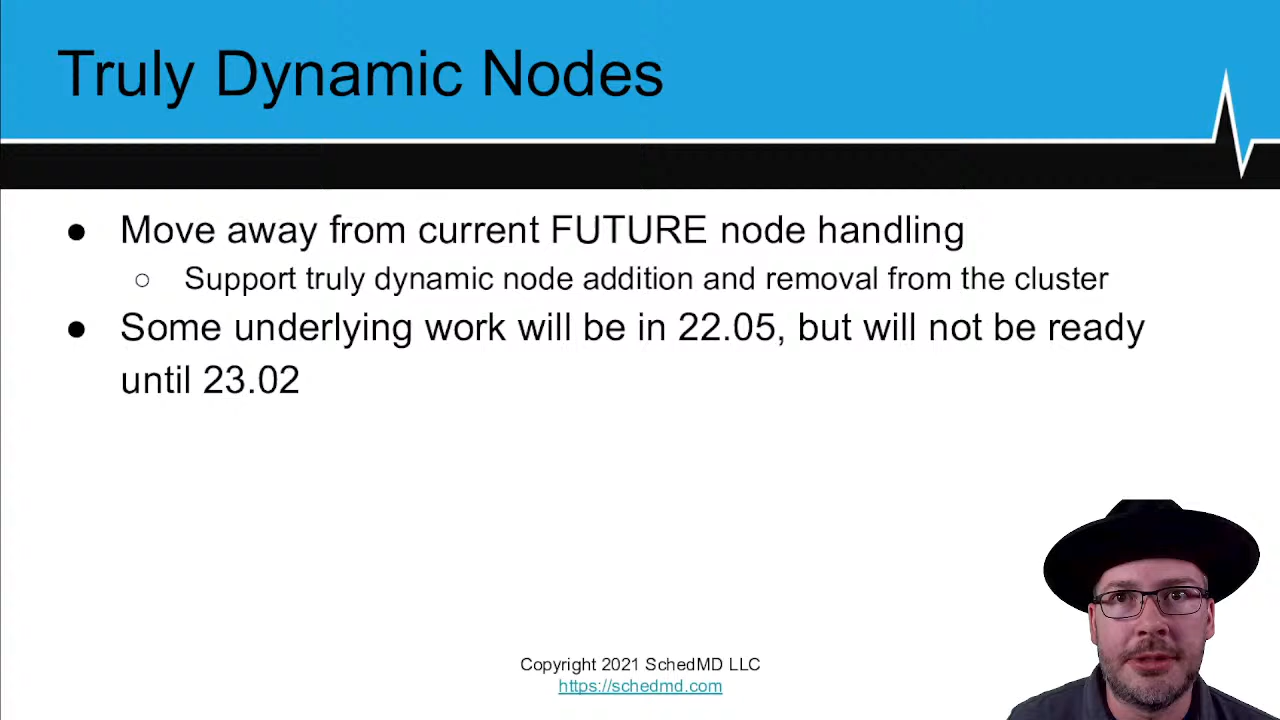 Truly Dynamic Nodes
● Move away from current FUTURE node handling
○ Support truly dynamic node addition and removal from the cluster
● Some underlying work will be in 22.05, but will not be ready
until 23.02
Copyright 2021 SchedMD LLC
https://schedmd.com